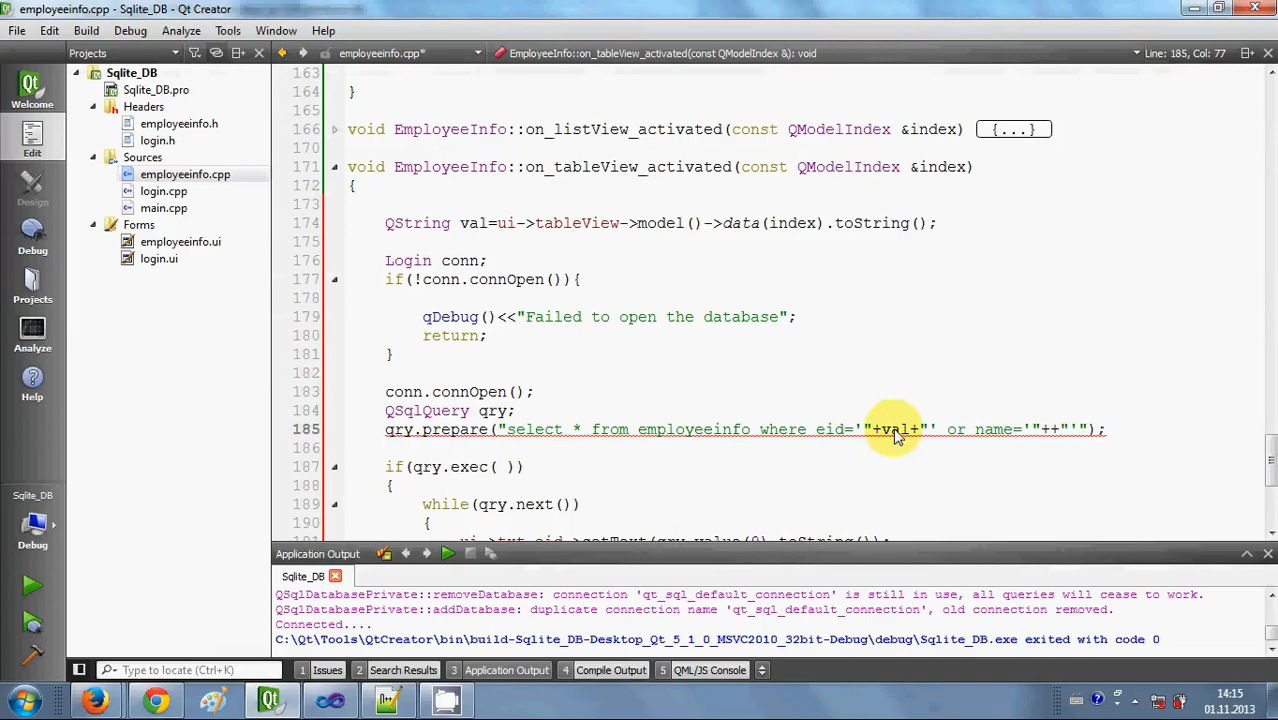 employeeinfo.cpp - Sqlite_DB - Qt Creator
File Edit Build Debug Analyze Tools Window Help
Projects employeeinfo.cpp* EmployeeInfo::on_tableView_activated(const QModelIndex &): void Line: 185, Col: 77
Qt
Welcome
Edit
Design
Debug
Projects
Analyze
Help
Sqlite_DB
Debug
Sqlite_DB
Sqlite_DB.pro
Headers
employeeinfo.h
login.h
Sources
employeeinfo.cpp
login.cpp
main.cpp
Forms
employeeinfo.ui
login.ui
163
164 }
165
166 void EmployeeInfo::on_listView_activated(const QModelIndex &index) {...}
170
171 void EmployeeInfo::on_tableView_activated(const QModelIndex &index)
172 {
173
174 QString val=ui->tableView->model()->data(index).toString();
175
176 Login conn;
177 if(!conn.connOpen()){
178
179 qDebug()<<"Failed to open the database";
180 return;
181 }
182
183 conn.connOpen();
184 QSqlQuery qry;
185 qry.prepare("select * from employeeinfo where eid='"+val+"' or name='"++"'");
186
187 if(qry.exec( ))
188 {
189 while(qry.next())
190 {
191 ui->txt_eid->setText(qry.value(0).toString());
Application Output
Sqlite_DB
QSqlDatabasePrivate::removeDatabase: connection 'qt_sql_default_connection' is still in use, all queries will cease to work.
QSqlDatabasePrivate::addDatabase: duplicate connection name 'qt_sql_default_connection', old connection removed.
Connected....
C:\Qt\Tools\QtCreator\bin\build-Sqlite_DB-Desktop_Qt_5_1_0_MSVC2010_32bit-Debug\debug\Sqlite_DB.exe exited with code 0
Type to locate (Ctrl+K) 1 Issues 2 Search Results 3 Application Output 4 Compile Output 5 QML/JS Console
14:15
01.11.2013